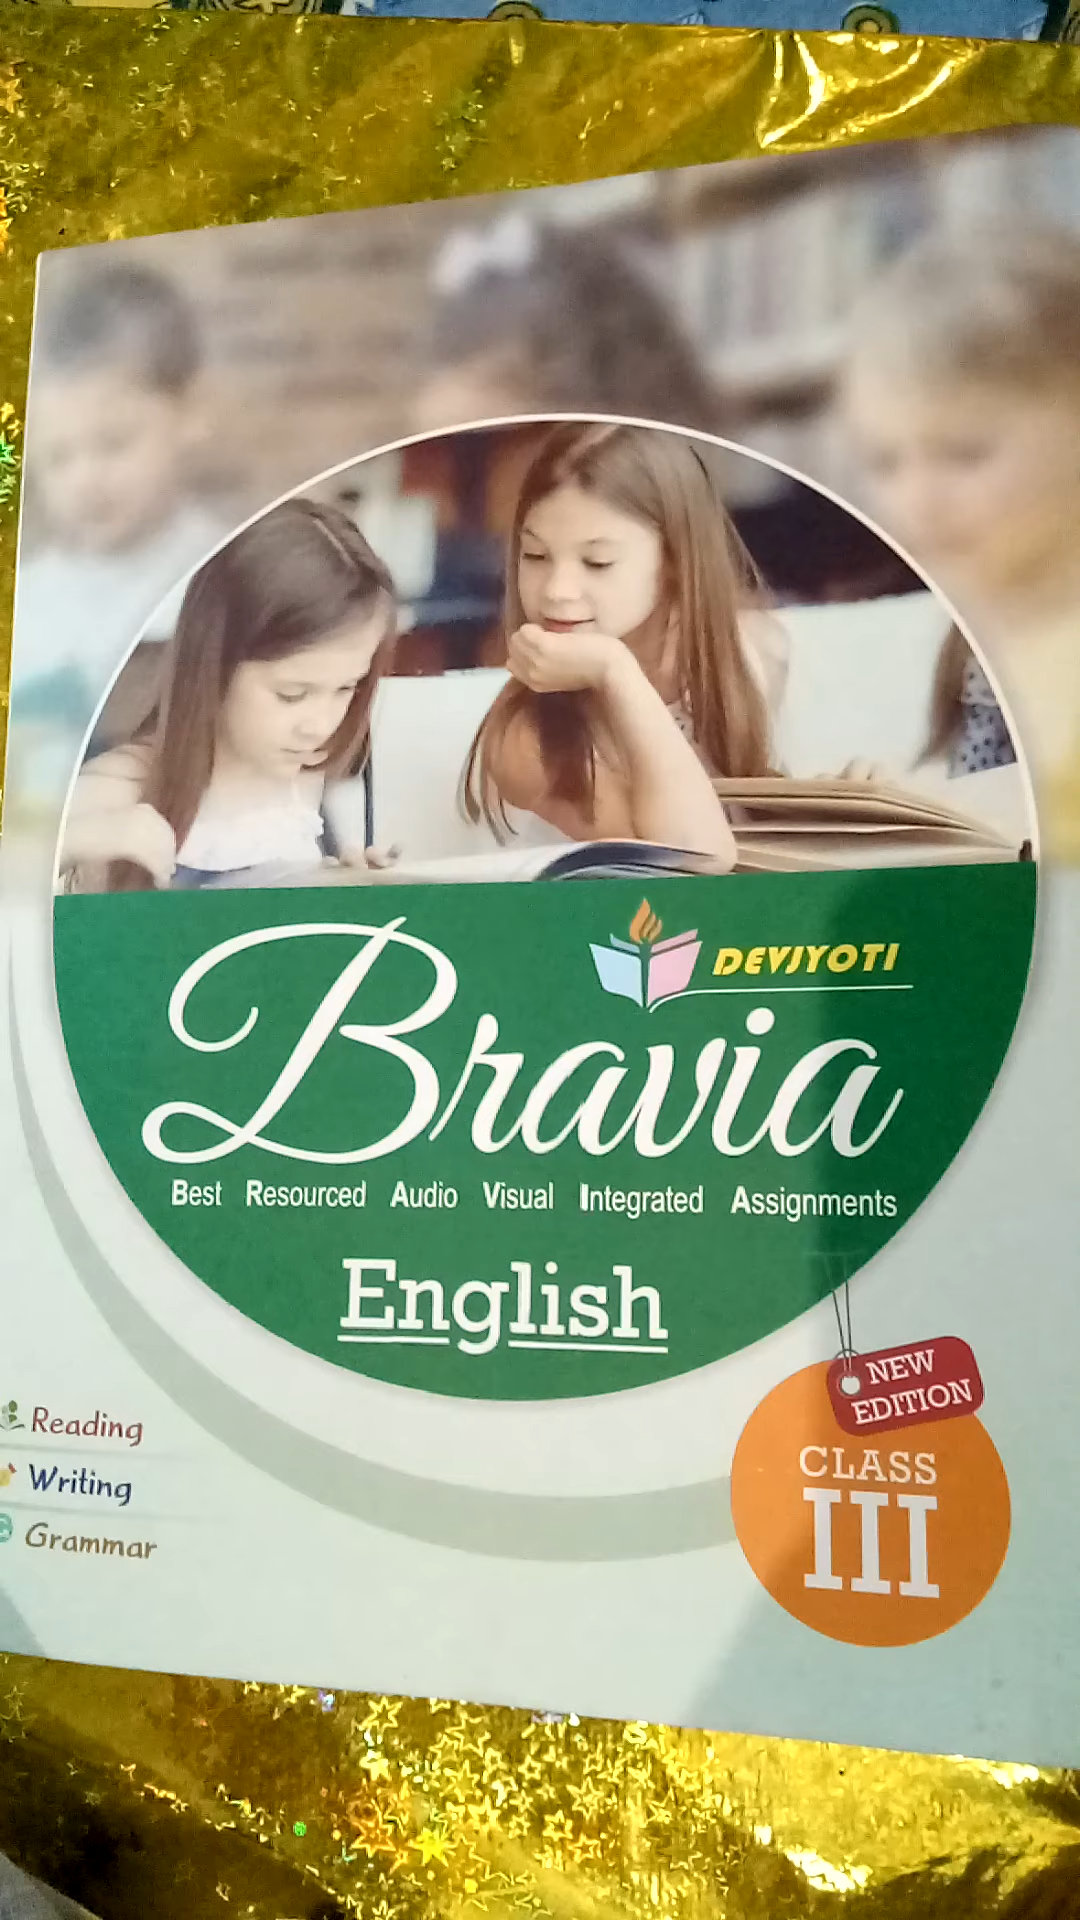 DEVJYOTI
Bravia
Best Resourced Audio Visual Integrated Assignments
English
Reading
Writing
Grammar
NEW
EDITION
CLASS
III